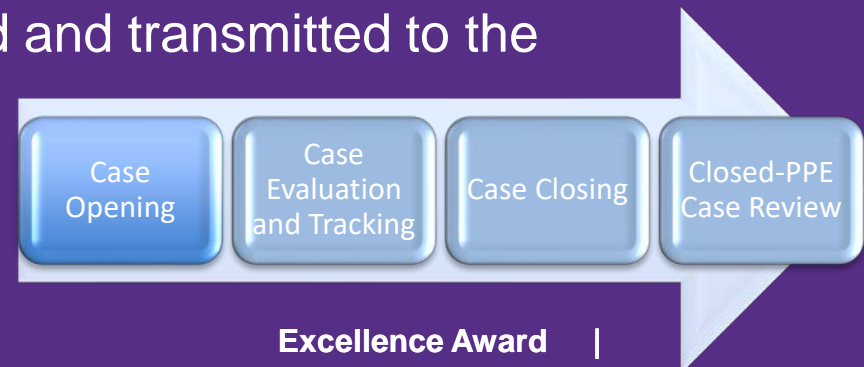 d and transmitted to the
Case
Opening
Case
Evaluation
and Tracking
Case Closing
Closed-PPE
Case Review
Excellence Award |